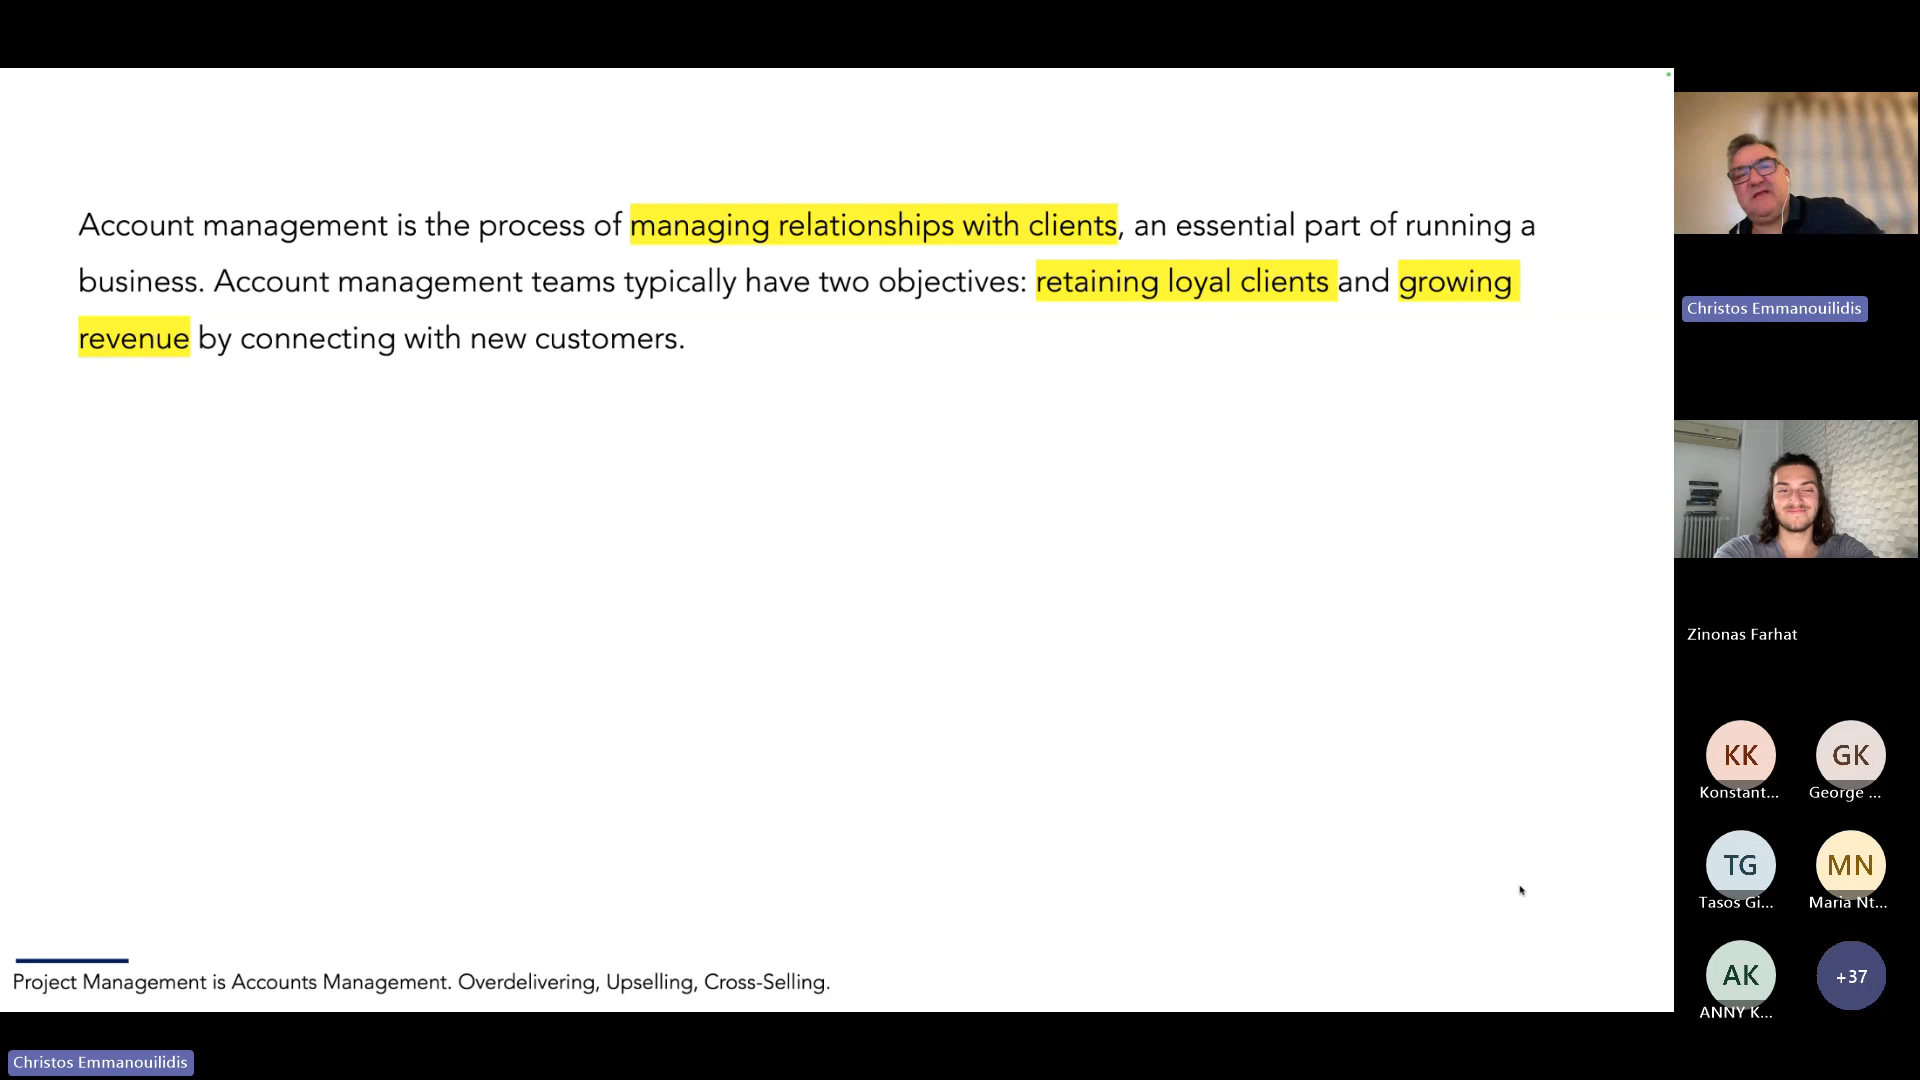 Account management is the process of managing relationships with clients, an essential part of running a
business. Account management teams typically have two objectives: retaining loyal clients and growing
revenue by connecting with new customers.
Project Management is Accounts Management. Overdelivering, Upselling, Cross-Selling.
Christos Emmanouilidis
Christos Emmanouilidis
Zinonas Farhat
KK
GK
Konstant...
George ...
TG
MN
Tasos Gi...
Maria Nt...
AK
+37
ANNY K...